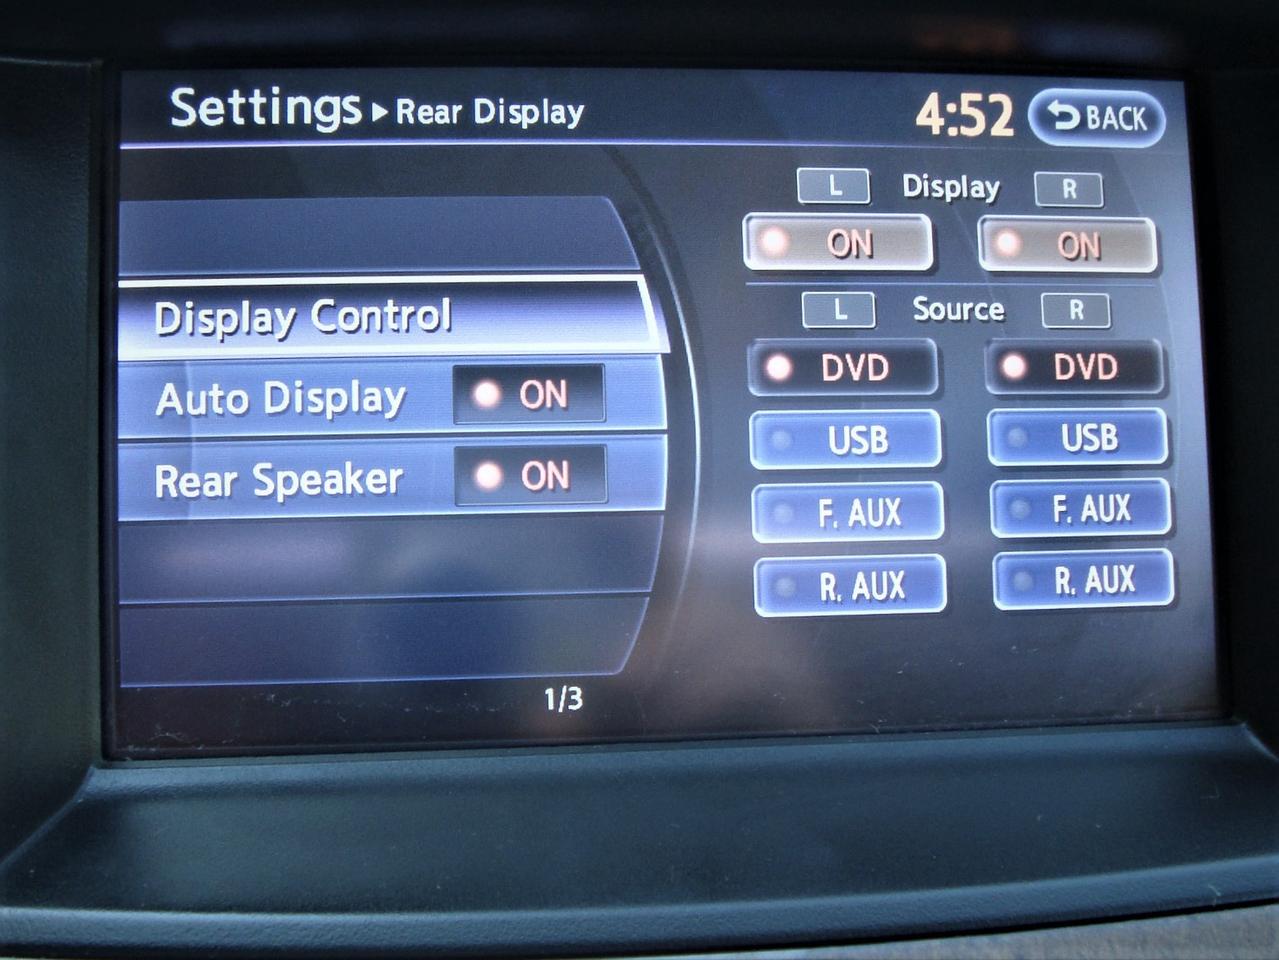 Settings ▸ Rear Display
4:52
BACK
L Display R
ON ON
Display Control
L Source R
Auto Display ON
DVD DVD
USB USB
Rear Speaker ON
F. AUX F. AUX
R. AUX R. AUX
1/3